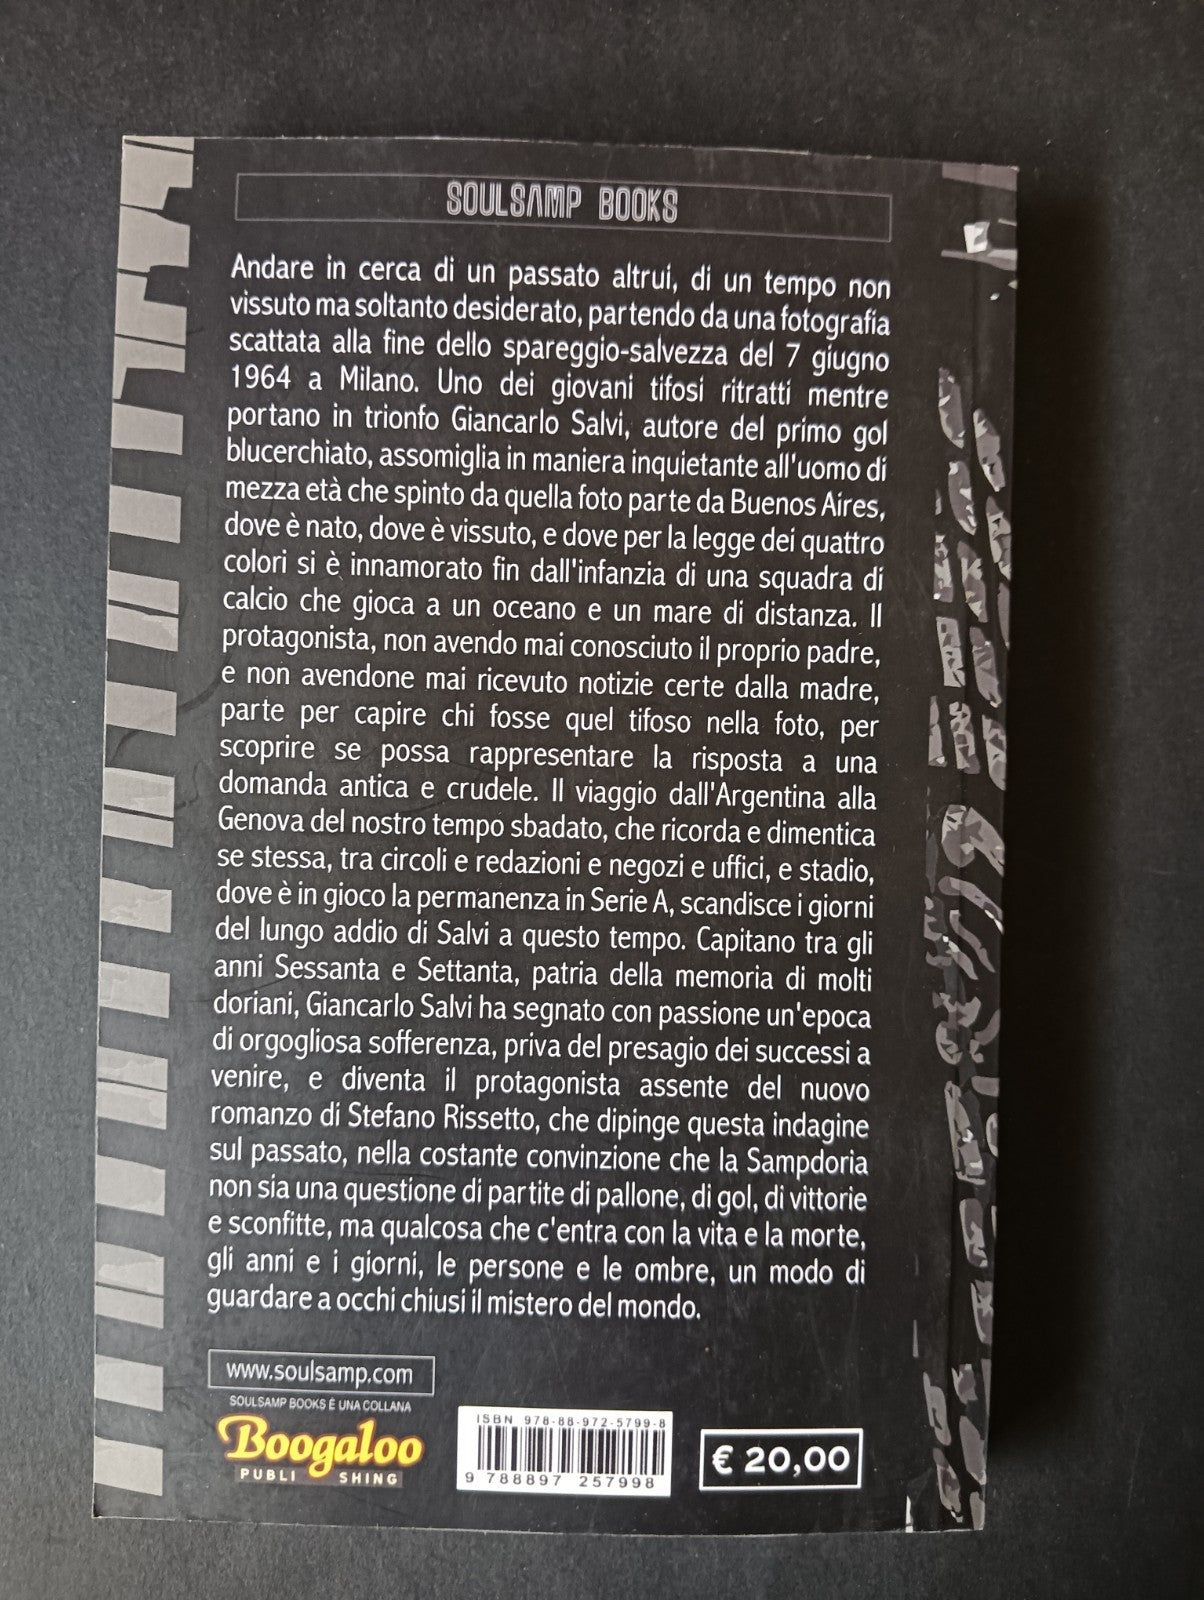 SOULSAMP BOOKS
Andare in cerca di un passato altrui, di un tempo non
vissuto ma soltanto desiderato, partendo da una fotografia
scattata alla fine dello spareggio-salvezza del 7 giugno
1964 a Milano. Uno dei giovani tifosi ritratti mentre
portano in trionfo Giancarlo Salvi, autore del primo gol
blucerchiato, assomiglia in maniera inquietante all'uomo di
mezza età che spinto da quella foto parte da Buenos Aires,
dove è nato, dove è vissuto, e dove per la legge dei quattro
colori si è innamorato fin dall'infanzia di una squadra di
calcio che gioca a un oceano e un mare di distanza. Il
protagonista, non avendo mai conosciuto il proprio padre,
e non avendone mai ricevuto notizie certe dalla madre,
parte per capire chi fosse quel tifoso nella foto, per
scoprire se possa rappresentare la risposta a una
domanda antica e crudele. Il viaggio dall'Argentina alla
Genova del nostro tempo sbadato, che ricorda e dimentica
se stessa, tra circoli e redazioni e negozi e uffici, e stadio,
dove è in gioco la permanenza in Serie A, scandisce i giorni
del lungo addio di Salvi a questo tempo. Capitano tra gli
anni Sessanta e Settanta, patria della memoria di molti
doriani, Giancarlo Salvi ha segnato con passione un'epoca
di orgogliosa sofferenza, priva del presagio dei successi a
venire, e diventa il protagonista assente del nuovo
romanzo di Stefano Rissetto, che dipinge questa indagine
sul passato, nella costante convinzione che la Sampdoria
non sia una questione di partite di pallone, di gol, di vittorie
e sconfitte, ma qualcosa che c'entra con la vita e la morte,
gli anni e i giorni, le persone e le ombre, un modo di
guardare a occhi chiusi il mistero del mondo.
www.soulsamp.com
SOULSAMP BOOKS È UNA COLLANA
Boogaloo
PUBLI SHING
ISBN 978-88-972-5799-8
9 788897 257998
€ 20,00